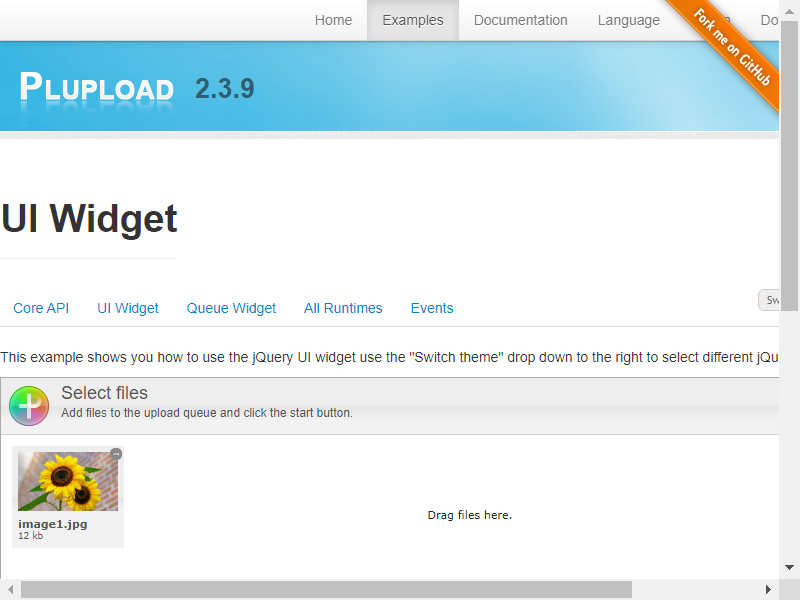 Home Examples Documentation Language
Fork me on GitHub
PLUPLOAD 2.3.9
UI Widget
Core API UI Widget Queue Widget All Runtimes Events
This example shows you how to use the jQuery UI widget use the "Switch theme" drop down to the right to select different jQu
Select files
Add files to the upload queue and click the start button.
image1.jpg
12 kb
Drag files here.